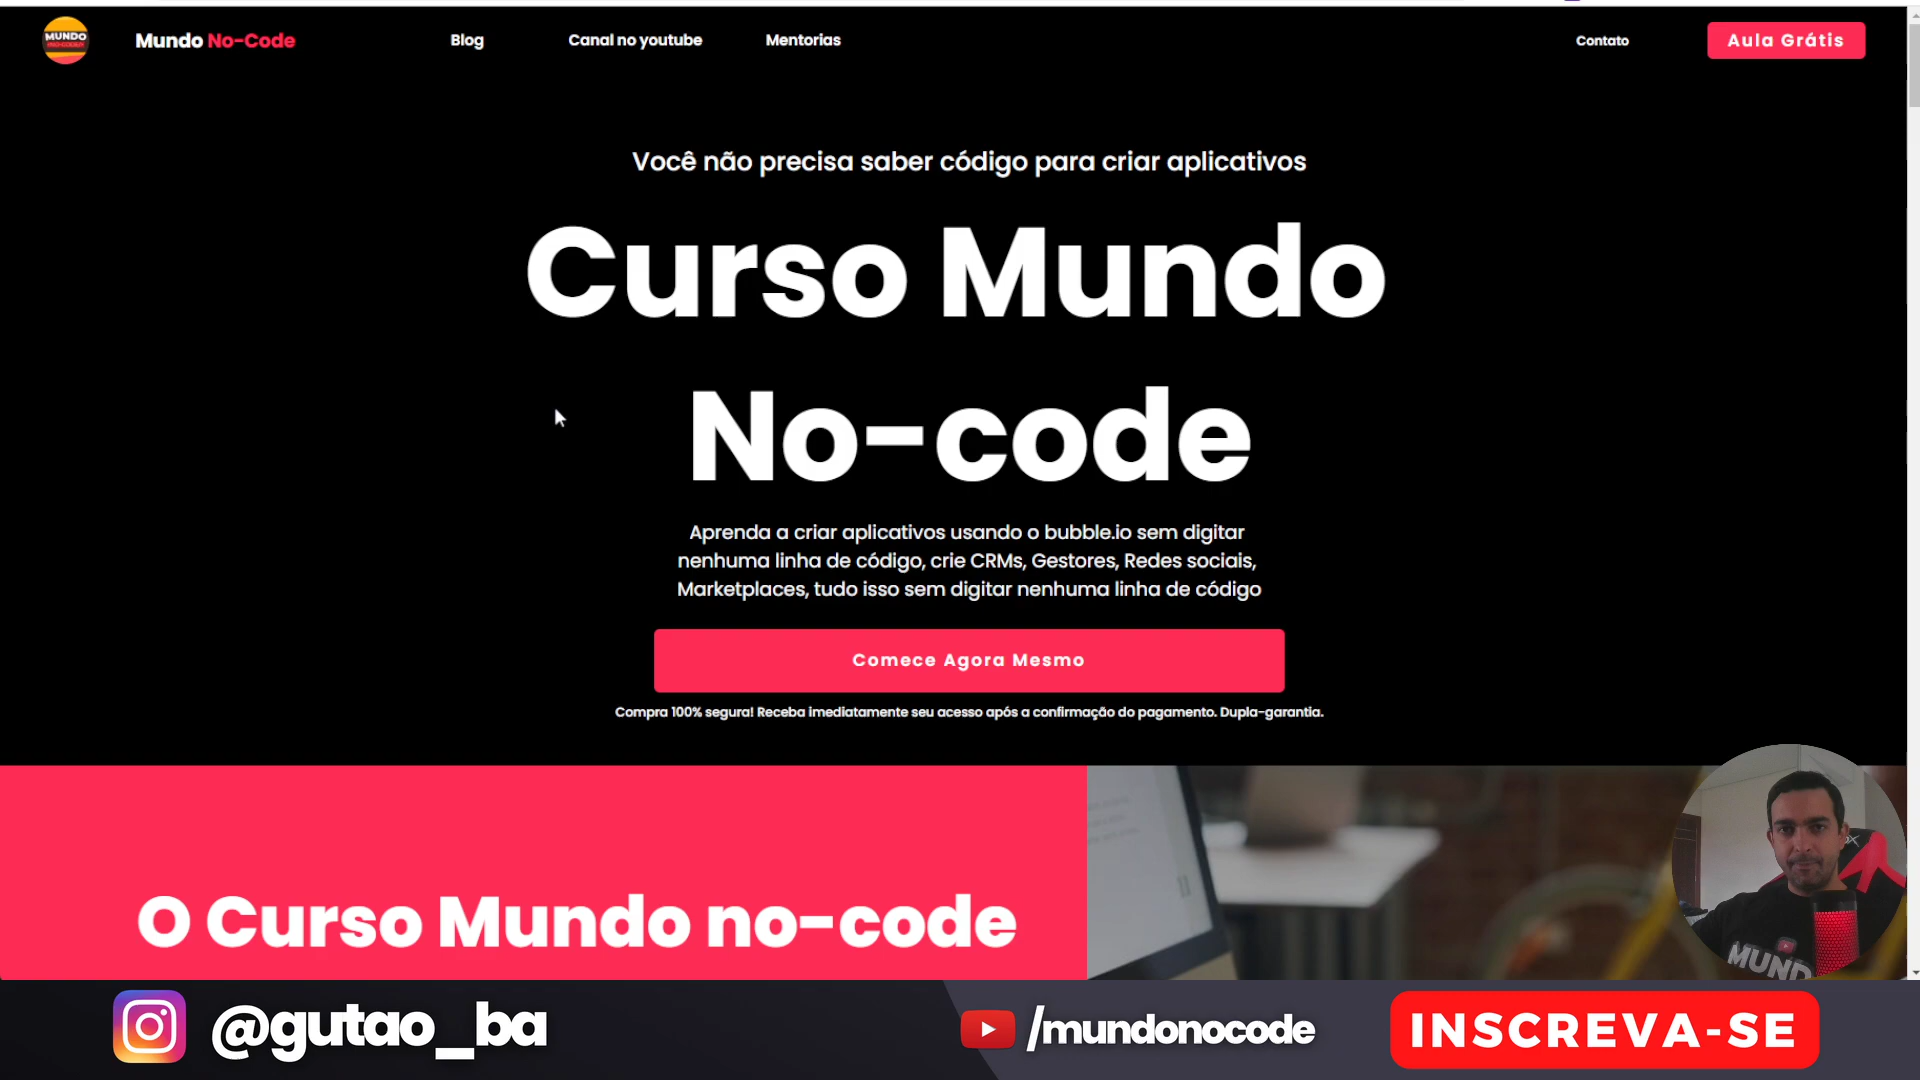 MUNDO
Mundo No-Code
Blog
Canal no youtube
Mentorias
Contato
Aula Grátis
Você não precisa saber código para criar aplicativos
Curso Mundo
No-code
Aprenda a criar aplicativos usando o bubble.io sem digitar
nenhuma linha de código, crie CRMs, Gestores, Redes sociais,
Marketplaces, tudo isso sem digitar nenhuma linha de código
Comece Agora Mesmo
Compra 100% segura! Receba imediatamente seu acesso após a confirmação do pagamento. Dupla-garantia.
O Curso Mundo no-code
MUND
@gutao_ba
/mundonocode
INSCREVA-SE